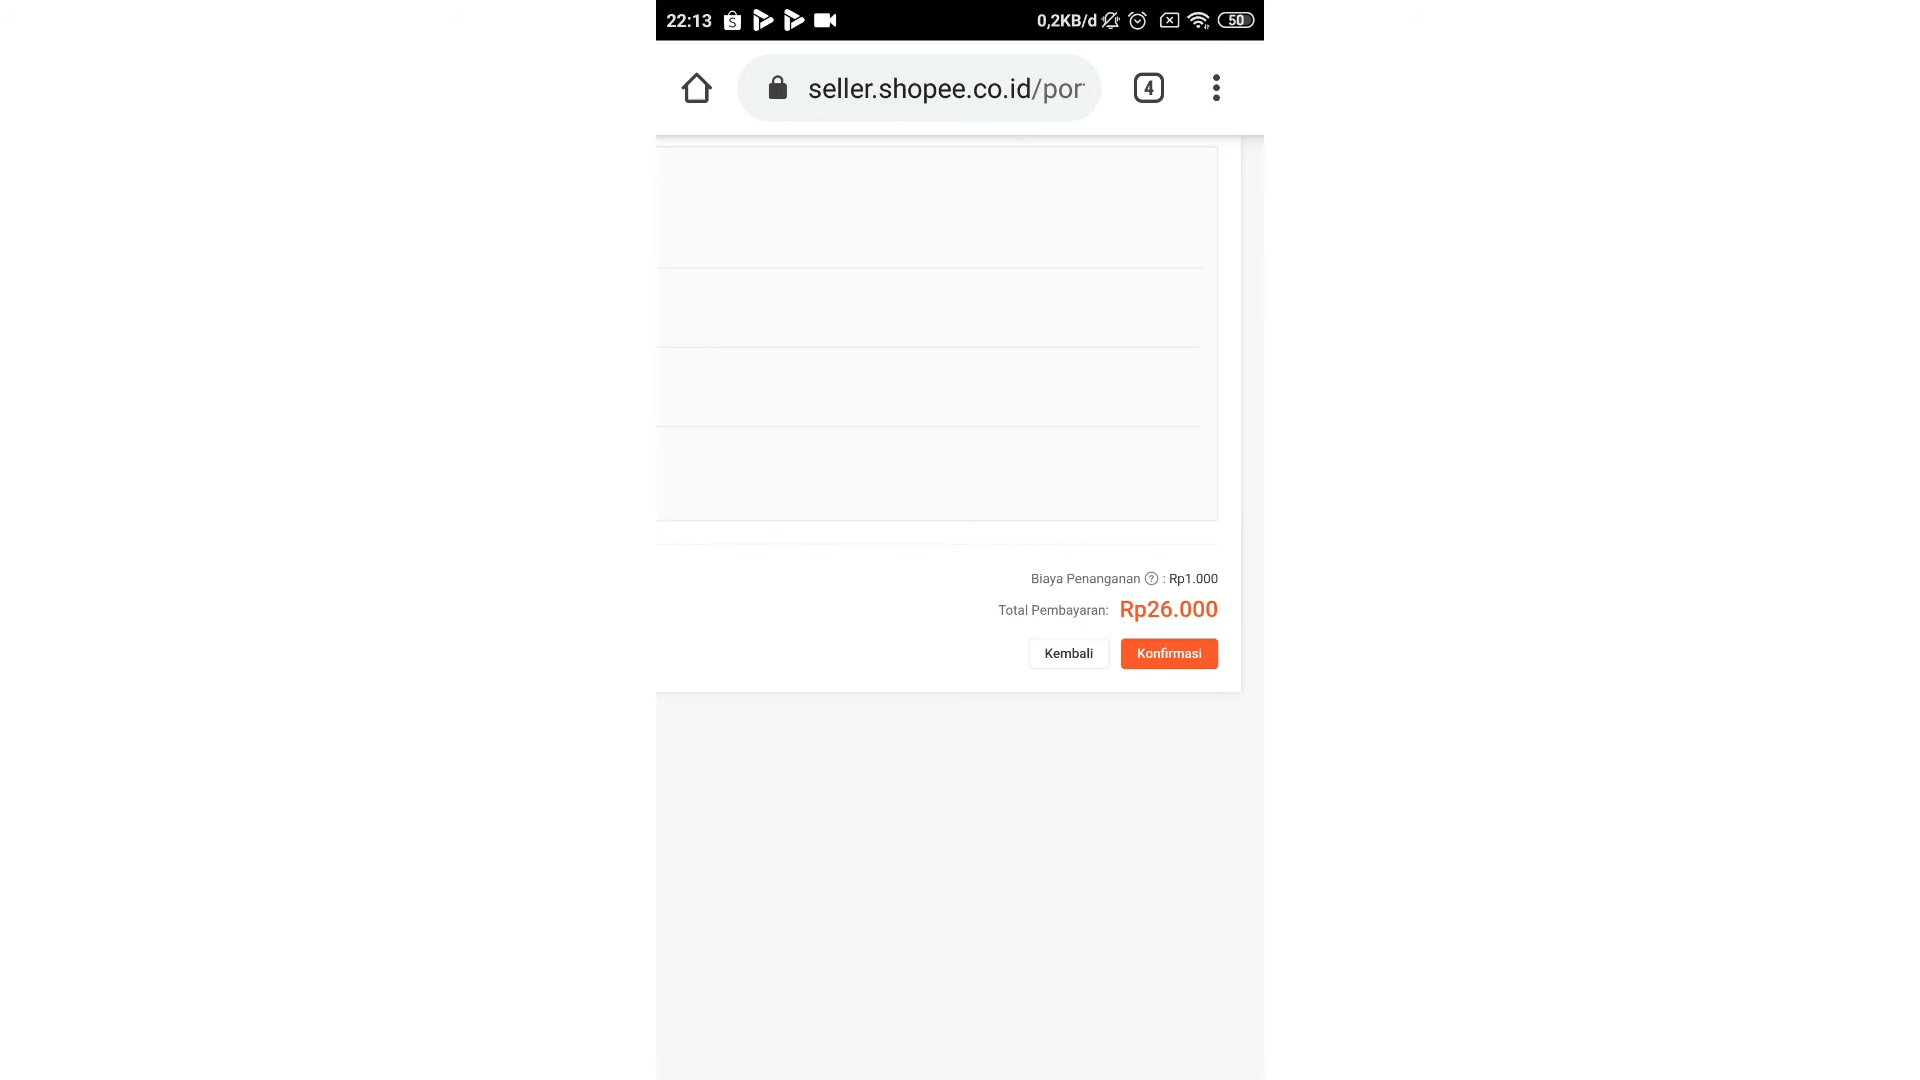 22:13 0,2KB/d 50
seller.shopee.co.id/por 4
Biaya Penanganan ? : Rp1.000
Total Pembayaran: Rp26.000
Kembali Konfirmasi